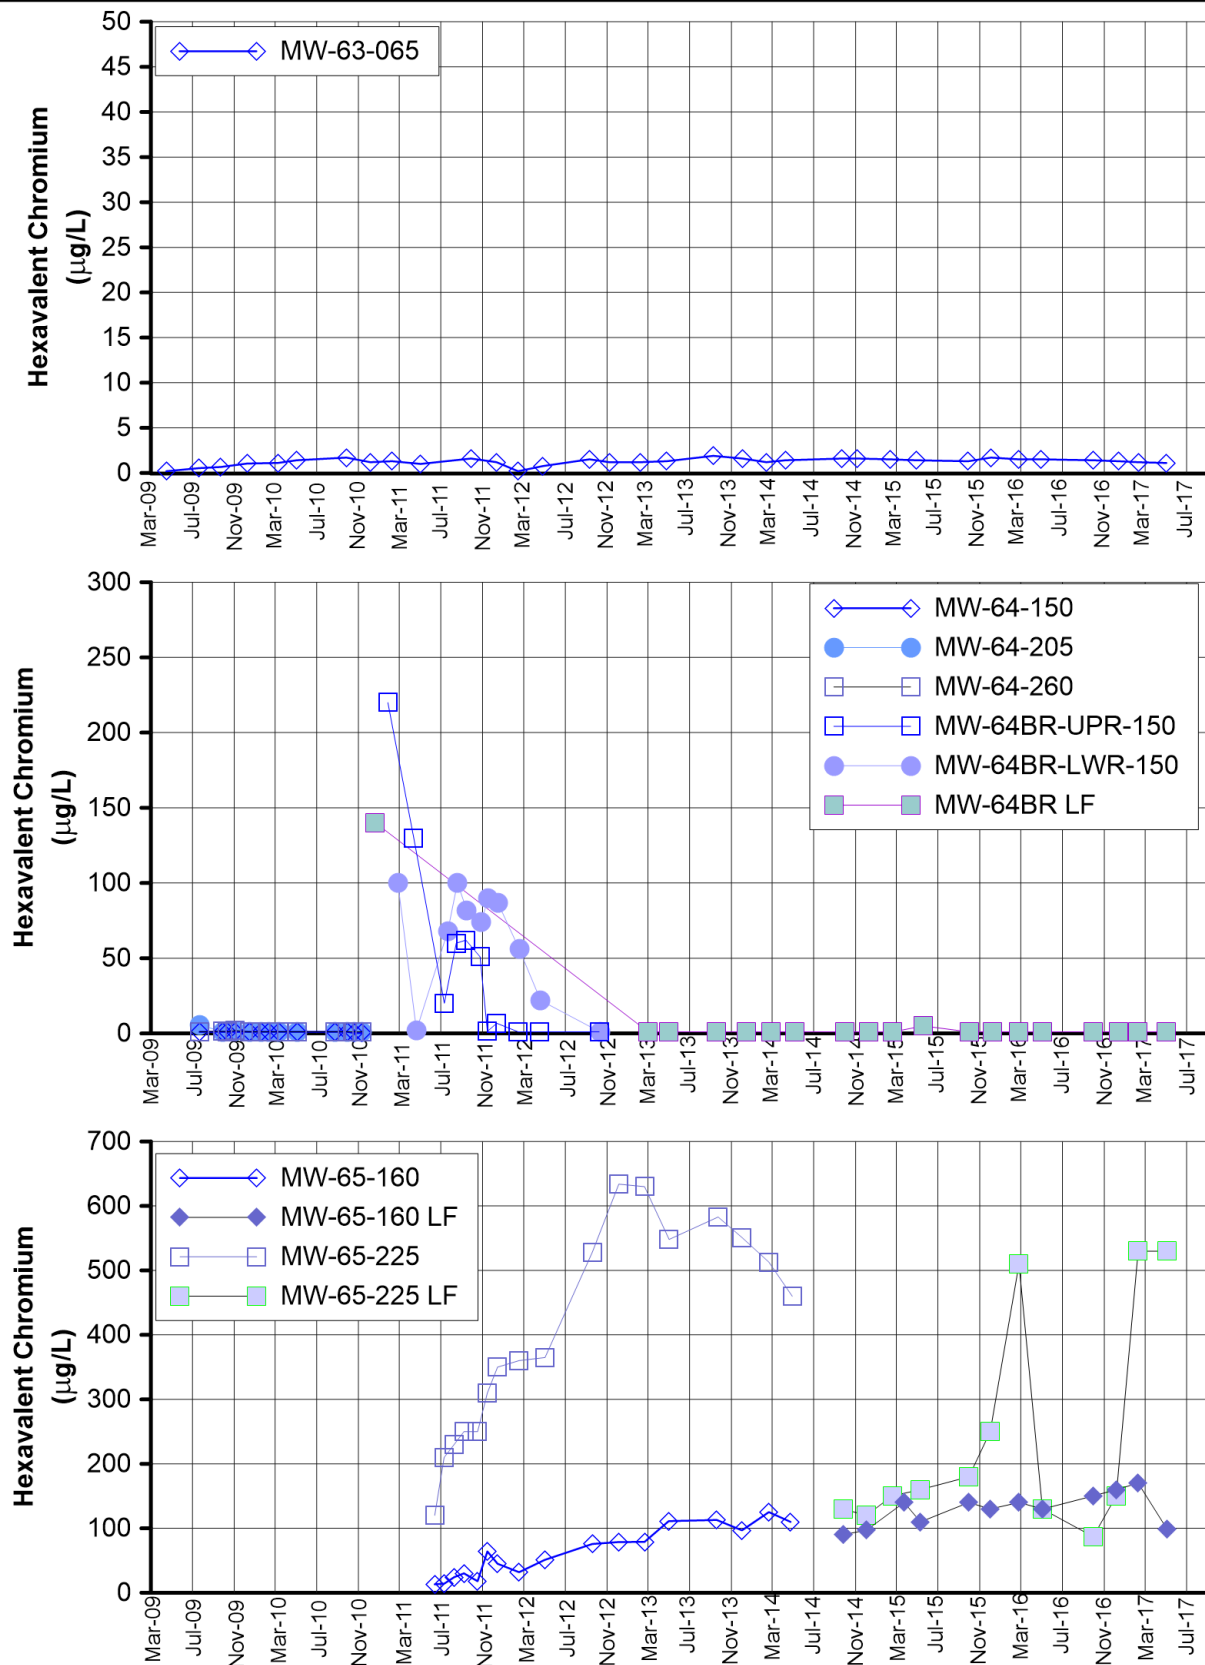 Hexavalent Chromium
(µg/L)
50
45
40
35
30
25
20
15
10
5
0
MW-63-065
Mar-09 Jul-09 Nov-09 Mar-10 Jul-10 Nov-10 Mar-11 Jul-11 Nov-11 Mar-12 Jul-12 Nov-12 Mar-13 Jul-13 Nov-13 Mar-14 Jul-14 Nov-14 Mar-15 Jul-15 Nov-15 Mar-16 Jul-16 Nov-16 Mar-17 Jul-17
Hexavalent Chromium
(µg/L)
300
250
200
150
100
50
0
MW-64-150
MW-64-205
MW-64-260
MW-64BR-UPR-150
MW-64BR-LWR-150
MW-64BR LF
Mar-09 Jul-09 Nov-09 Mar-10 Jul-10 Nov-10 Mar-11 Jul-11 Nov-11 Mar-12 Jul-12 Nov-12 Mar-13 Jul-13 Nov-13 Mar-14 Jul-14 Nov-14 Mar-15 Jul-15 Nov-15 Mar-16 Jul-16 Nov-16 Mar-17 Jul-17
Hexavalent Chromium
(µg/L)
700
600
500
400
300
200
100
0
MW-65-160
MW-65-160 LF
MW-65-225
MW-65-225 LF
Mar-09 Jul-09 Nov-09 Mar-10 Jul-10 Nov-10 Mar-11 Jul-11 Nov-11 Mar-12 Jul-12 Nov-12 Mar-13 Jul-13 Nov-13 Mar-14 Jul-14 Nov-14 Mar-15 Jul-15 Nov-15 Mar-16 Jul-16 Nov-16 Mar-17 Jul-17